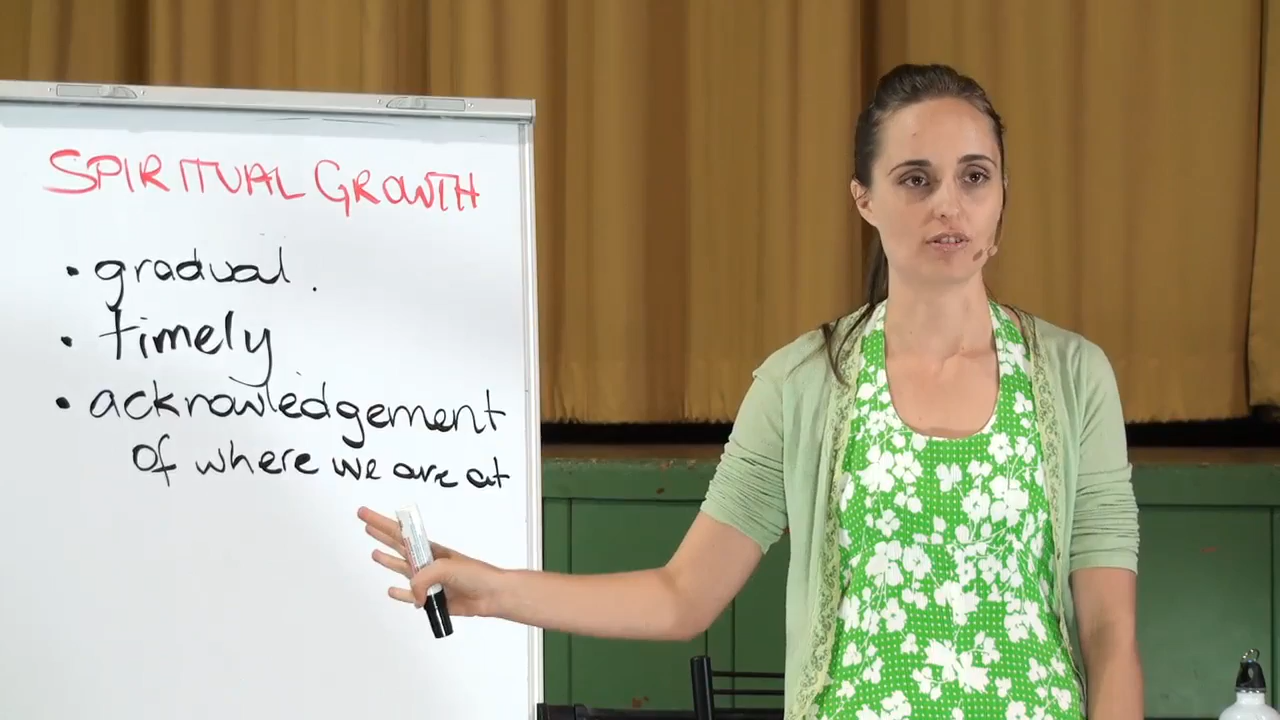 SPIRITUAL GROWTH
• gradual.
• timely
• acknowledgement
of where we are at